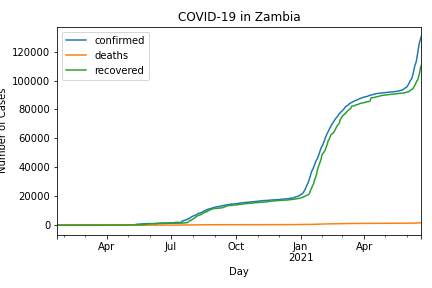 COVID-19 in Zambia
confirmed
deaths
recovered
120000
100000
80000
60000
40000
20000
0
Number of Cases
Apr
Jul
Oct
Jan
2021
Apr
Day